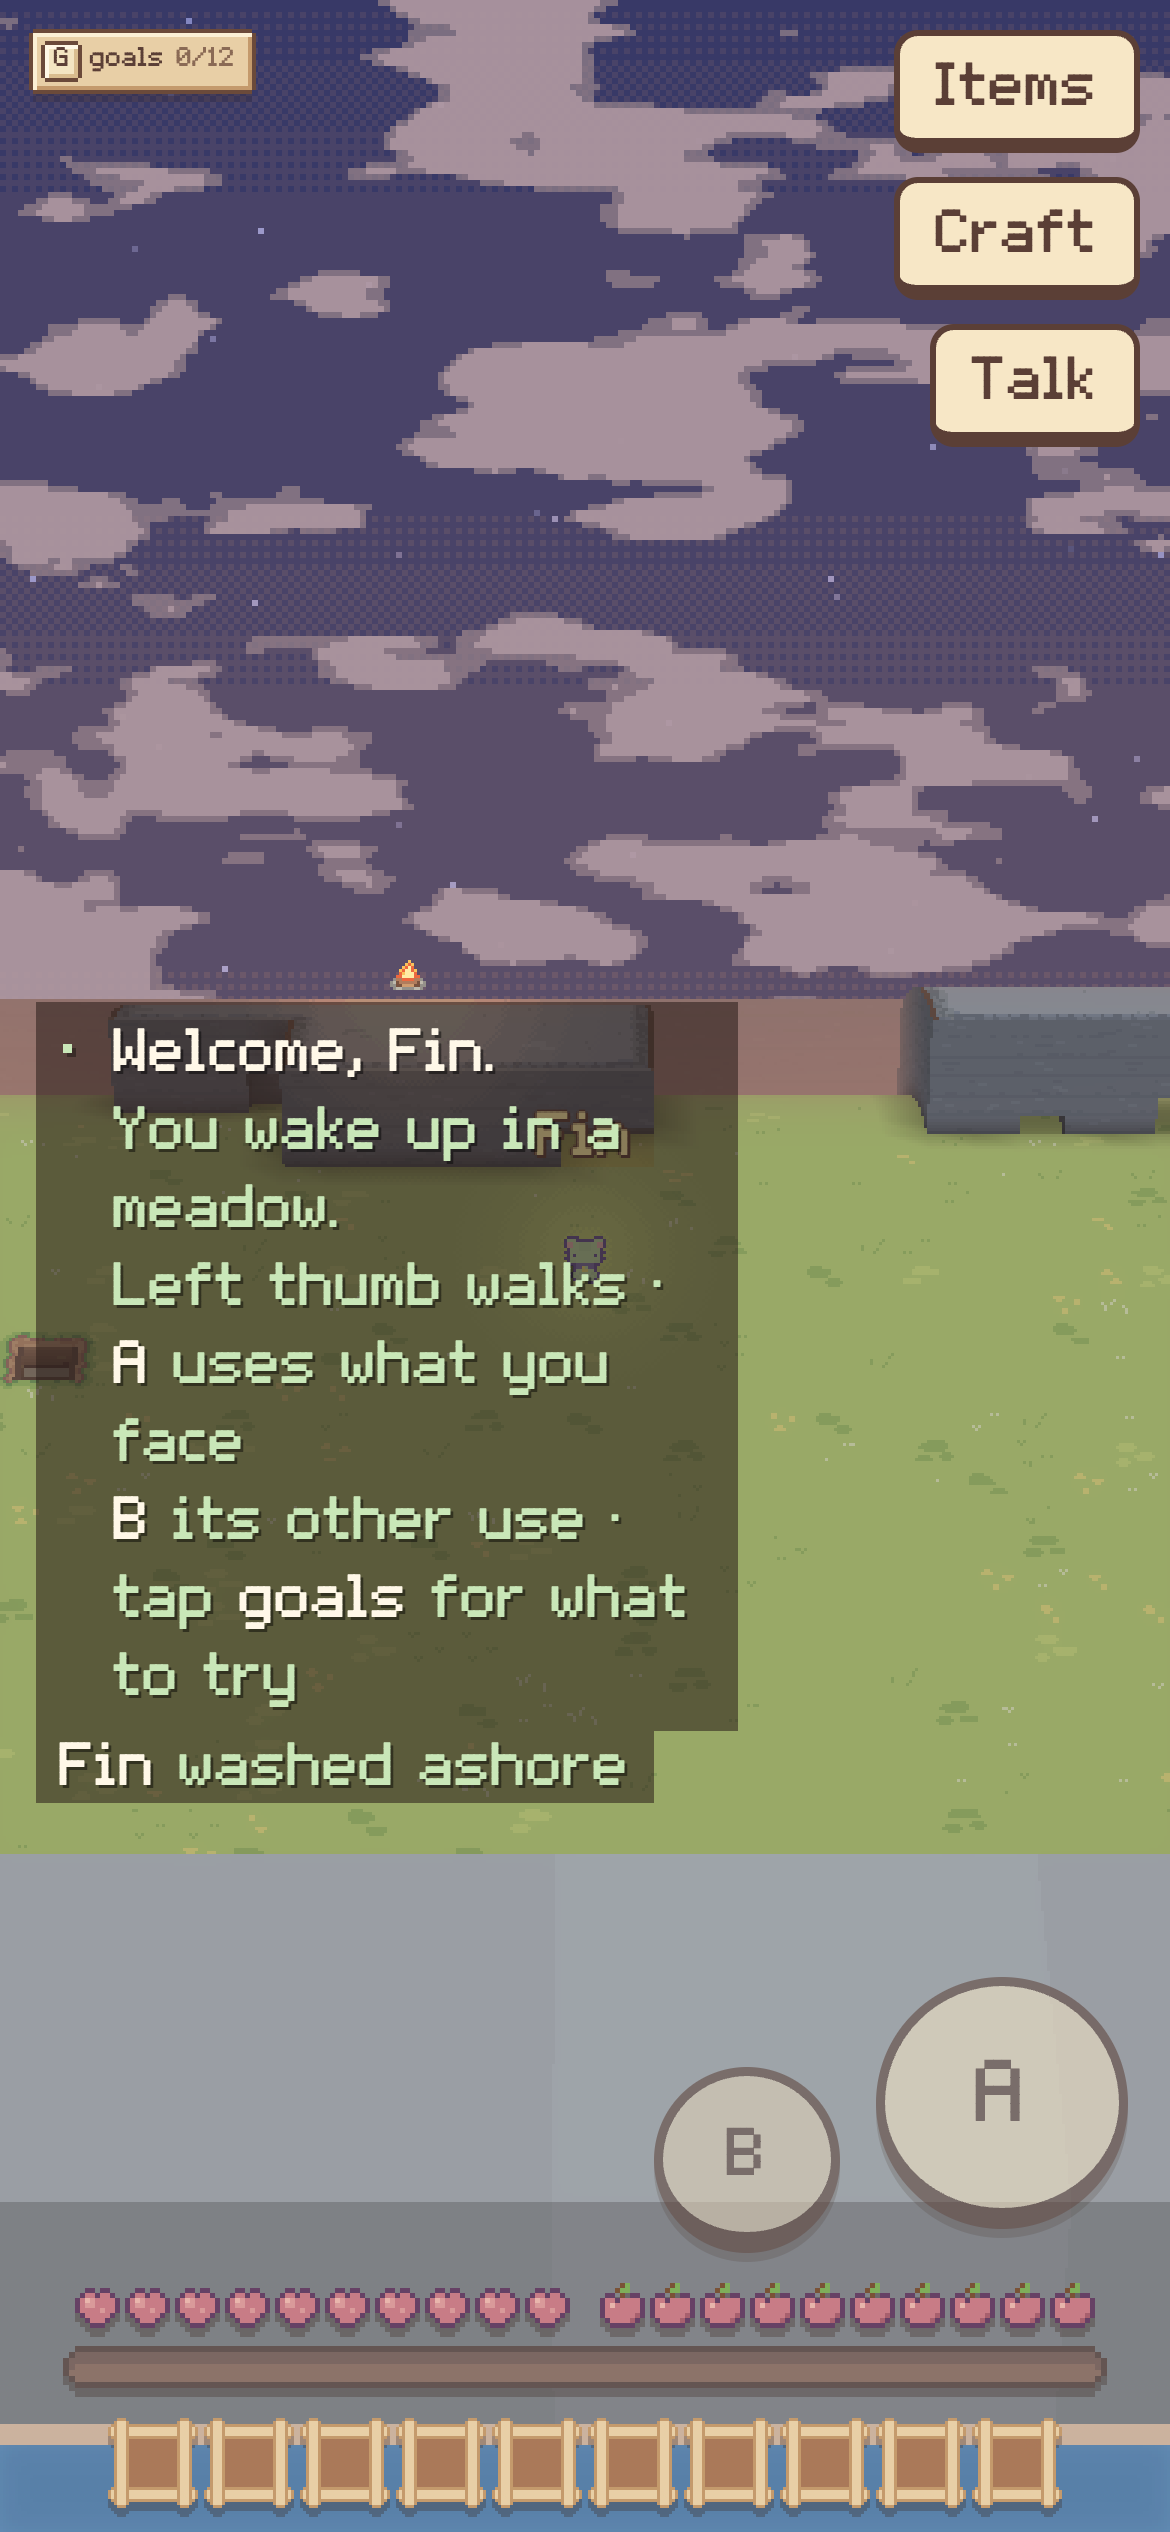 G goals 0/12
Items
Craft
Talk
· Welcome, Fin.
You wake up in a
meadow.
Left thumb walks ·
A uses what you
face
B its other use ·
tap goals for what
to try
Fin washed ashore
Fin
B
A